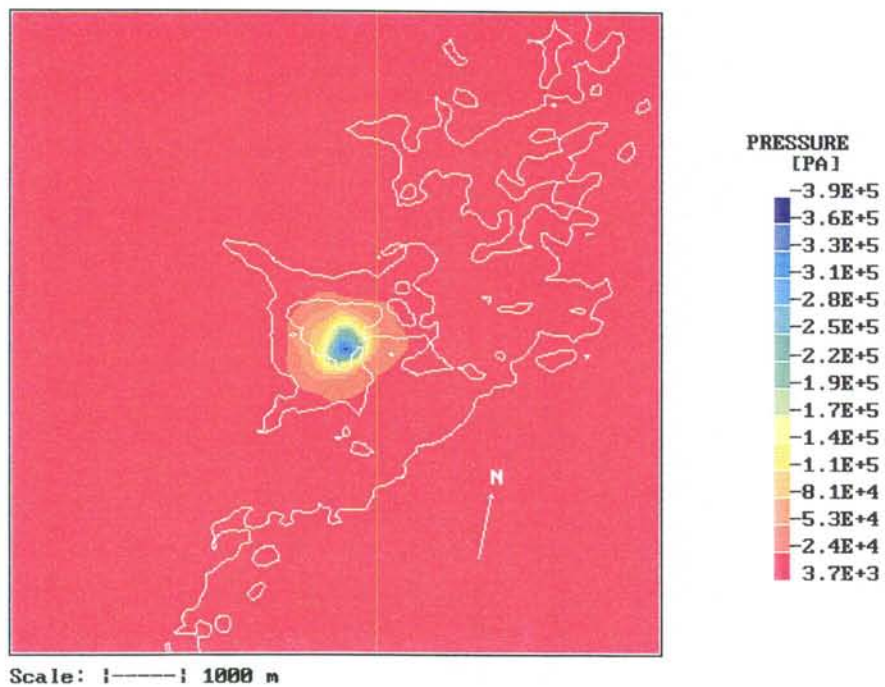 PRESSURE
[PA]
-3.9E+5
-3.6E+5
-3.3E+5
-3.1E+5
-2.8E+5
-2.5E+5
-2.2E+5
-1.9E+5
-1.7E+5
-1.4E+5
-1.1E+5
-8.1E+4
-5.3E+4
-2.4E+4
3.7E+3
N
Scale: |-----| 1000 m